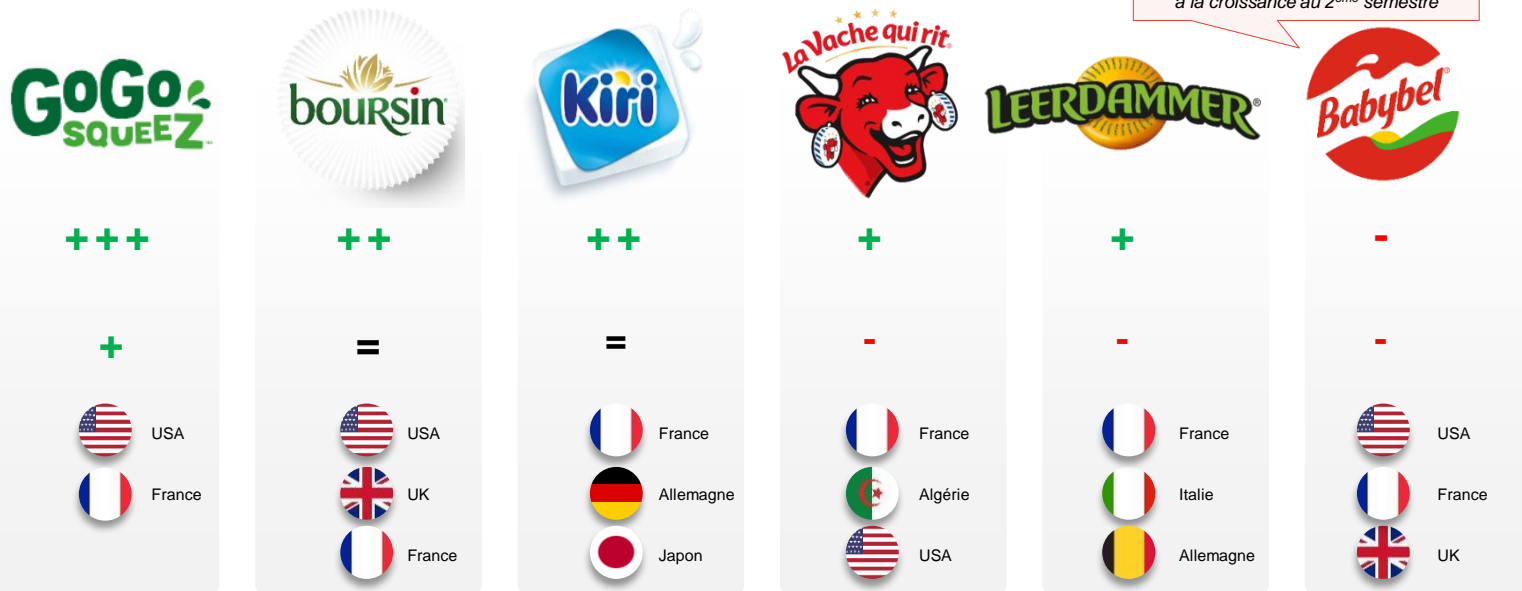 à la croissance au 2ème semestre
GoGo
SQUEEZ
boursin
Kiri
La Vache qui rit
LEERDAMMER®
Babybel®
+++
++
++
+
+
-
+
=
=
-
-
-
USA
France
USA
UK
France
France
Allemagne
Japon
France
Algérie
USA
France
Italie
Allemagne
USA
France
UK